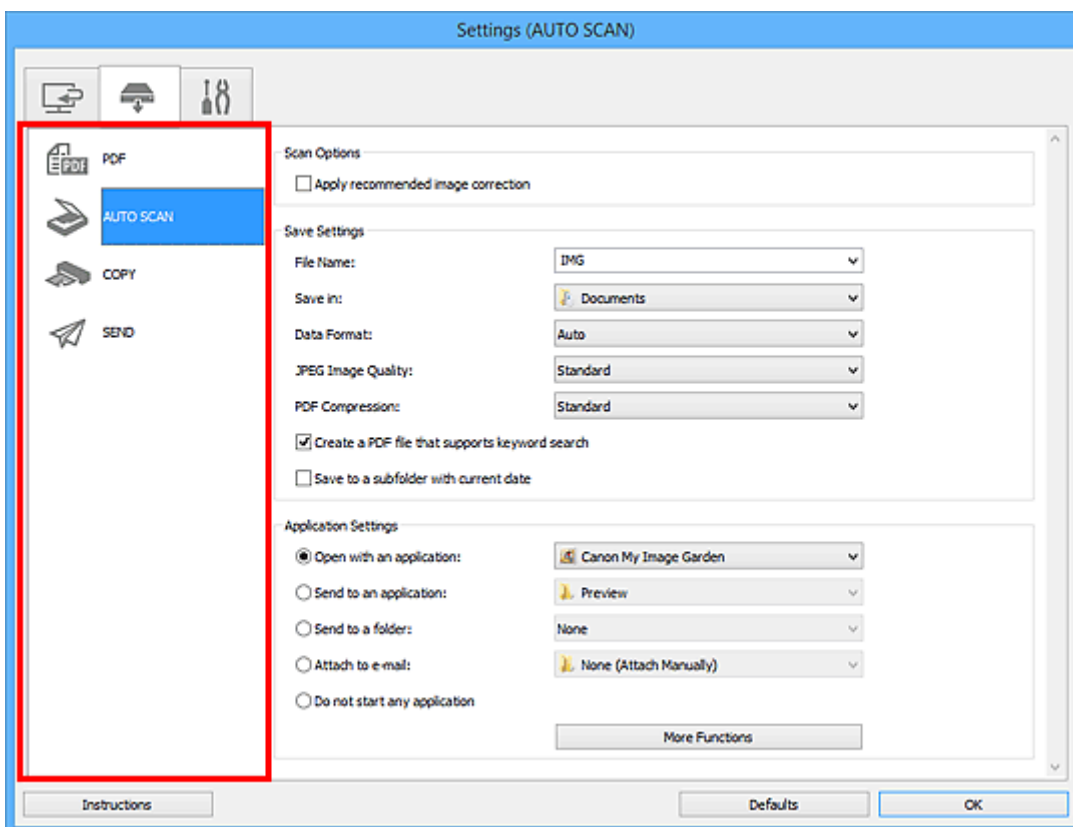 Settings (AUTO SCAN)
PDF
PDF
AUTO SCAN
COPY
SEND
Scan Options
Apply recommended image correction
Save Settings
File Name: IMG
Save in: Documents
Data Format: Auto
JPEG Image Quality: Standard
PDF Compression: Standard
Create a PDF file that supports keyword search
Save to a subfolder with current date
Application Settings
Open with an application: Canon My Image Garden
Send to an application: Preview
Send to a folder: None
Attach to e-mail: None (Attach Manually)
Do not start any application
More Functions
Instructions Defaults OK